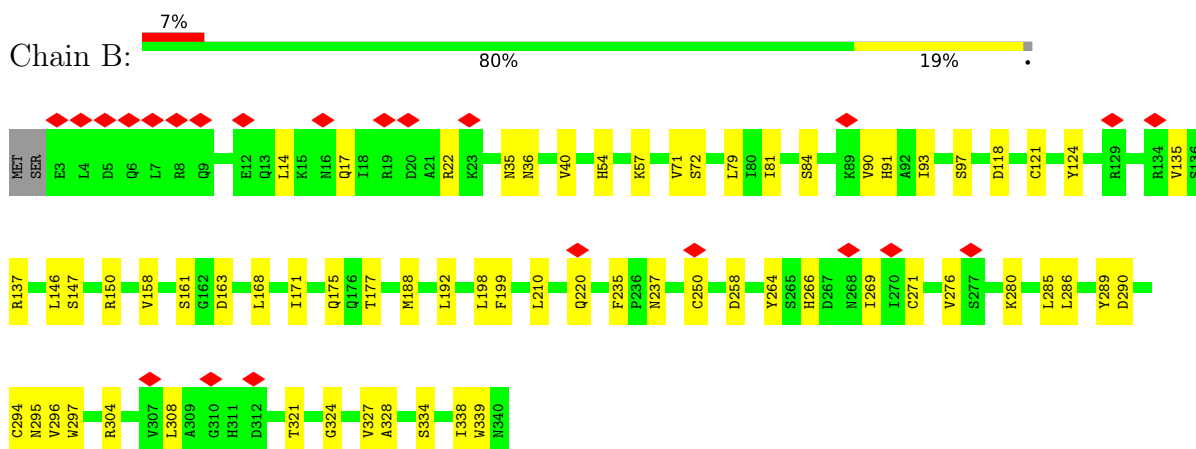 7%
Chain B:
80% 19% •
MET SER E3 L4 D5 Q6 L7 R8 Q9 E12 Q13 L14 K15 N16 Q17 I18 R19 D20 A21 R22 K23 N35 N36 V40 H54 K57 V71 S72 L79 I80 I81 S84 K89 V90 H91 A92 I93 S97 D118 C121 Y124 R129 R134 V135 S136
R137 L146 S147 R150 V158 S161 G162 D163 L168 I171 Q175 Q176 T177 M188 L192 L198 F199 L210 Q220 F235 P236 N237 C250 D258 Y264 S265 H266 D267 N268 I269 I270 C271 V276 S277 K280 L285 L286 Y289 D290
C294 N295 V296 W297 R304 V307 L308 A309 G310 H311 D312 T321 G324 V327 A328 S334 I338 W339 N340